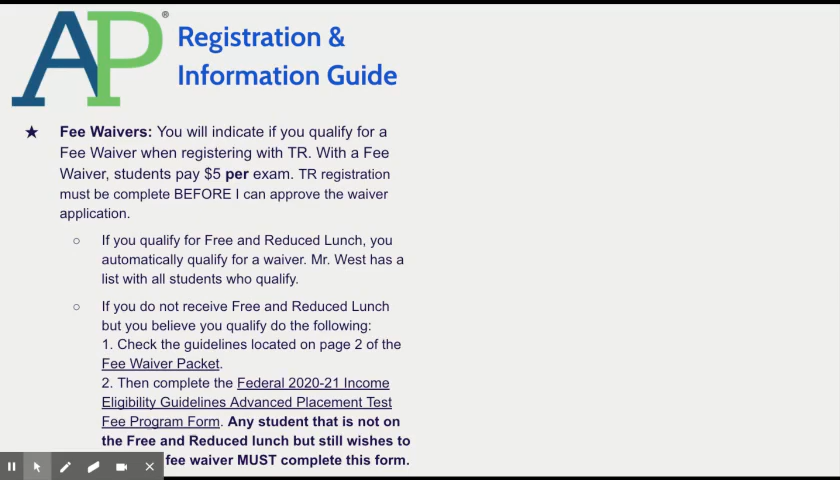 AP®
Registration &
Information Guide
★ Fee Waivers: You will indicate if you qualify for a
Fee Waiver when registering with TR. With a Fee
Waiver, students pay $5 per exam. TR registration
must be complete BEFORE I can approve the waiver
application.
○ If you qualify for Free and Reduced Lunch, you
automatically qualify for a waiver. Mr. West has a
list with all students who qualify.
○ If you do not receive Free and Reduced Lunch
but you believe you qualify do the following:
1. Check the guidelines located on page 2 of the
Fee Waiver Packet.
2. Then complete the Federal 2020-21 Income
Eligibility Guidelines Advanced Placement Test
Fee Program Form. Any student that is not on
the Free and Reduced lunch but still wishes to
fee waiver MUST complete this form.